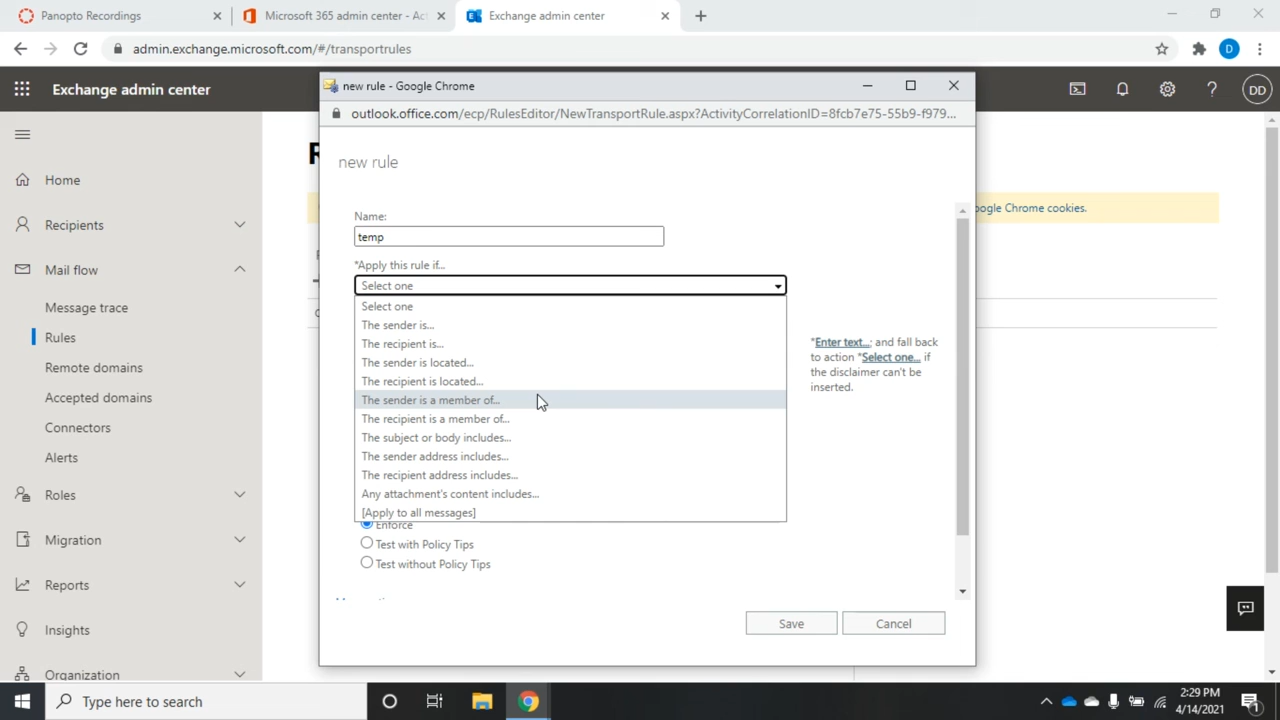 Panopto Recordings
Microsoft 365 admin center - Act
Exchange admin center
admin.exchange.microsoft.com/#/transportrules
D
Exchange admin center
DD
new rule - Google Chrome
outlook.office.com/ecp/RulesEditor/NewTransportRule.aspx?ActivityCorrelationID=8fcb7e75-55b9-f979...
Home
Recipients
Mail flow
Message trace
Rules
Remote domains
Accepted domains
Connectors
Alerts
Roles
Migration
Reports
Insights
Organization
new rule
Name:
temp
*Apply this rule if...
Select one
Select one
The sender is...
The recipient is...
The sender is located...
The recipient is located...
The sender is a member of...
The recipient is a member of...
The subject or body includes...
The sender address includes...
The recipient address includes...
Any attachment's content includes...
[Apply to all messages]
Enforce
Test with Policy Tips
Test without Policy Tips
*Enter text...; and fall back
to action *Select one... if
the disclaimer can't be
inserted.
Save
Cancel
oogle Chrome cookies.
Type here to search
2:29 PM
4/14/2021
1